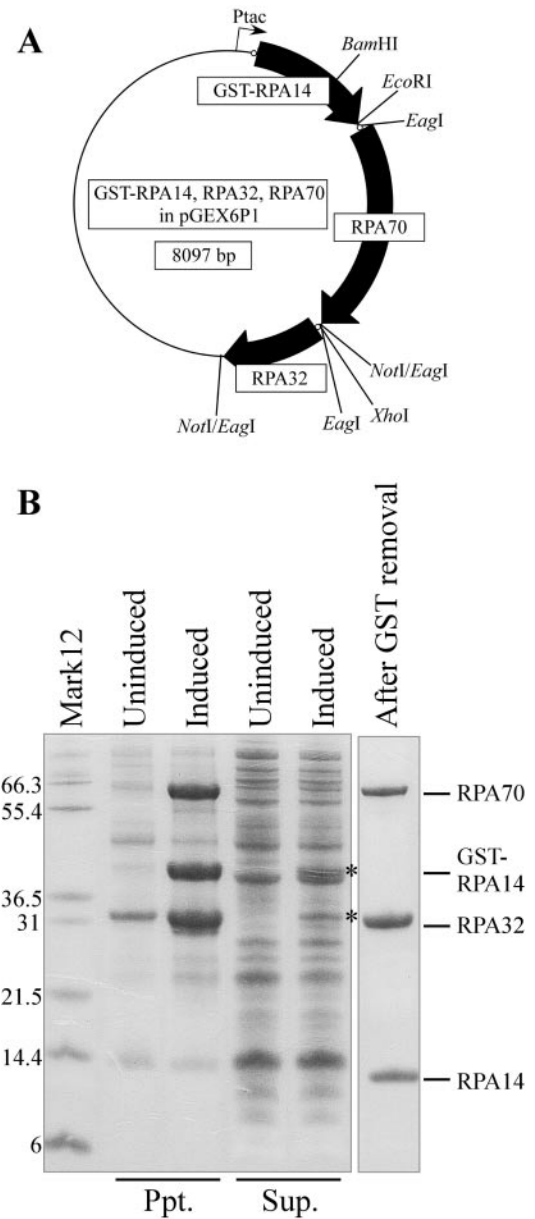 A
Ptac
BamHI
EcoRI
EagI
GST-RPA14
GST-RPA14, RPA32, RPA70
in pGEX6P1
8097 bp
RPA70
RPA32
NotI/EagI
XhoI
EagI
NotI/EagI
B
Mark12
Uninduced
Induced
Uninduced
Induced
After GST removal
66.3
55.4
36.5
31
21.5
14.4
6
*
*
RPA70
GST-
RPA14
RPA32
RPA14
Ppt.
Sup.